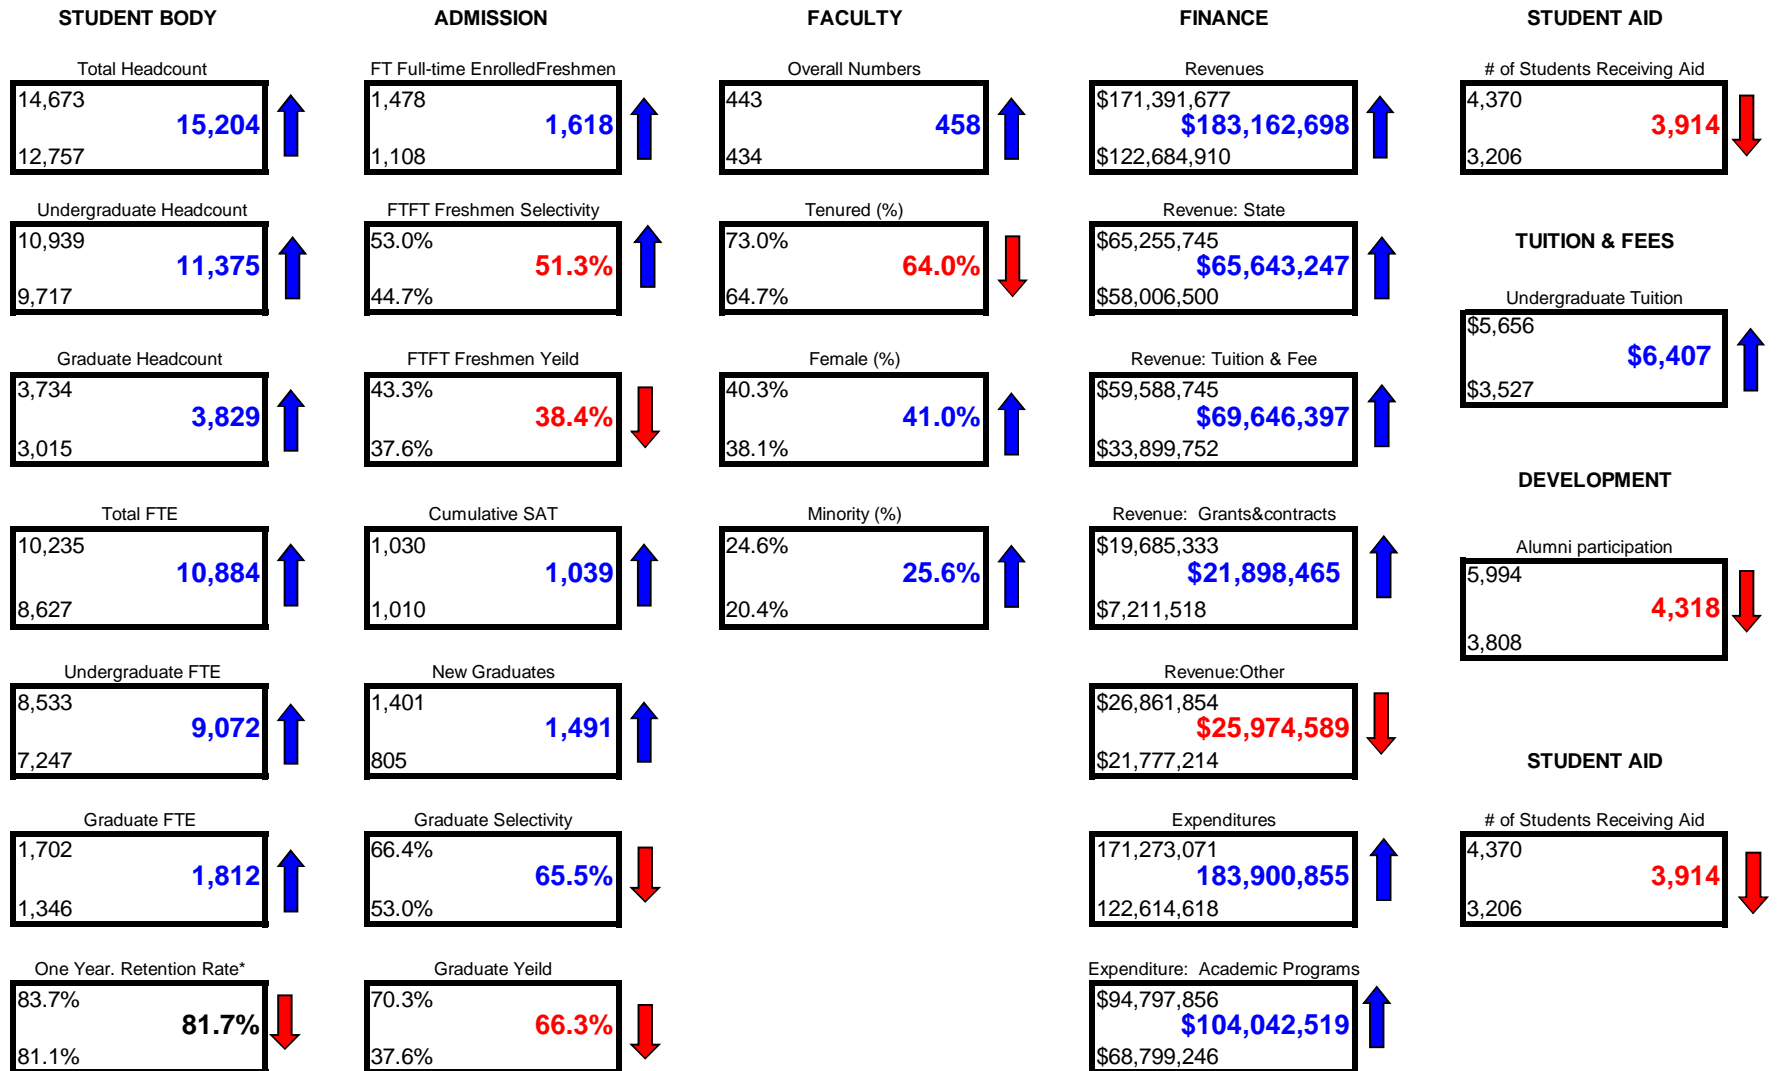 STUDENT BODY
Total Headcount
14,673
15,204
12,757
Undergraduate Headcount
10,939
11,375
9,717
Graduate Headcount
3,734
3,829
3,015
Total FTE
10,235
10,884
8,627
Undergraduate FTE
8,533
9,072
7,247
Graduate FTE
1,702
1,812
1,346
One Year. Retention Rate*
83.7%
81.7%
81.1%
ADMISSION
FT Full-time EnrolledFreshmen
1,478
1,618
1,108
FTFT Freshmen Selectivity
53.0%
51.3%
44.7%
FTFT Freshmen Yeild
43.3%
38.4%
37.6%
Cumulative SAT
1,030
1,039
1,010
New Graduates
1,401
1,491
805
Graduate Selectivity
66.4%
65.5%
53.0%
Graduate Yeild
70.3%
66.3%
37.6%
FACULTY
Overall Numbers
443
458
434
Tenured (%)
73.0%
64.0%
64.7%
Female (%)
40.3%
41.0%
38.1%
Minority (%)
24.6%
25.6%
20.4%
FINANCE
Revenues
$171,391,677
$183,162,698
$122,684,910
Revenue: State
$65,255,745
$65,643,247
$58,006,500
Revenue: Tuition & Fee
$59,588,745
$69,646,397
$33,899,752
Revenue: Grants&contracts
$19,685,333
$21,898,465
$7,211,518
Revenue:Other
$26,861,854
$25,974,589
$21,777,214
Expenditures
171,273,071
183,900,855
122,614,618
Expenditure: Academic Programs
$94,797,856
$104,042,519
$68,799,246
STUDENT AID
# of Students Receiving Aid
4,370
3,914
3,206
TUITION & FEES
Undergraduate Tuition
$5,656
$6,407
$3,527
DEVELOPMENT
Alumni participation
5,994
4,318
3,808
STUDENT AID
# of Students Receiving Aid
4,370
3,914
3,206